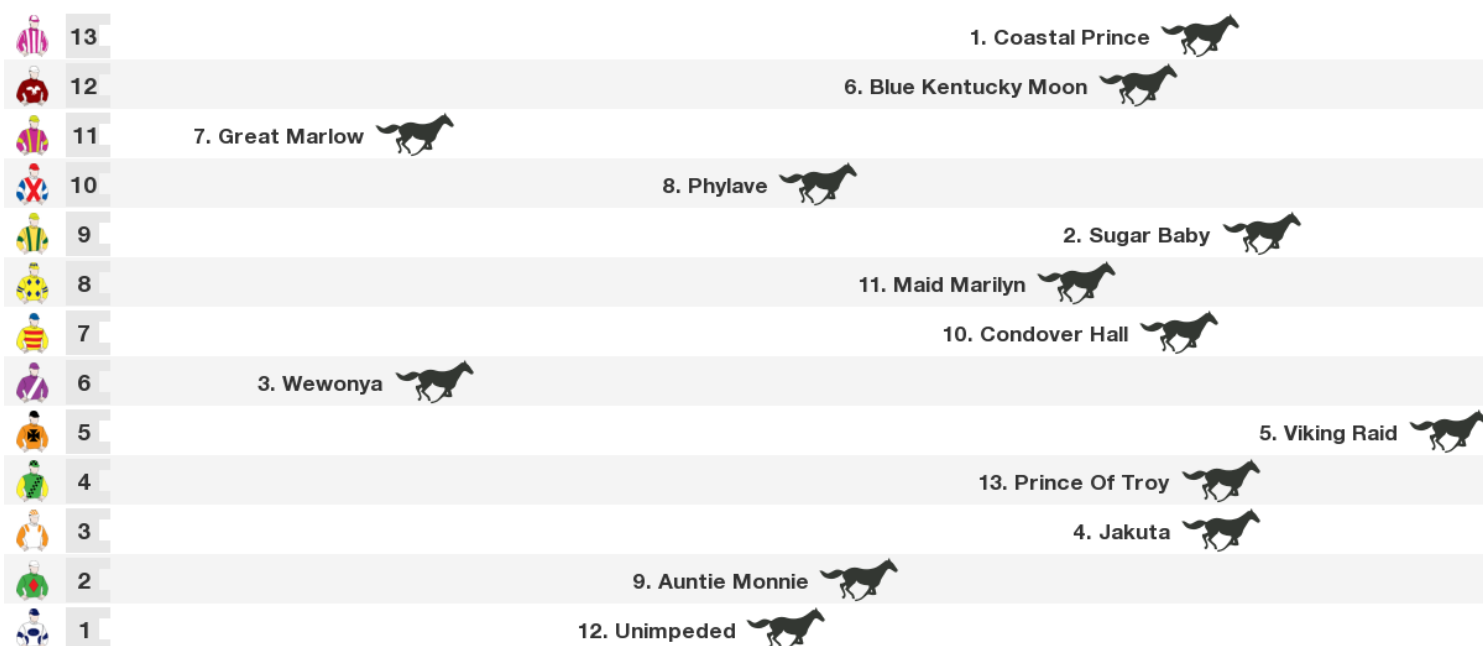 13 1. Coastal Prince
12 6. Blue Kentucky Moon
11 7. Great Marlow
10 8. Phylave
9 2. Sugar Baby
8 11. Maid Marilyn
7 10. Condover Hall
6 3. Wewonya
5 5. Viking Raid
4 13. Prince Of Troy
3 4. Jakuta
2 9. Auntie Monnie
1 12. Unimpeded